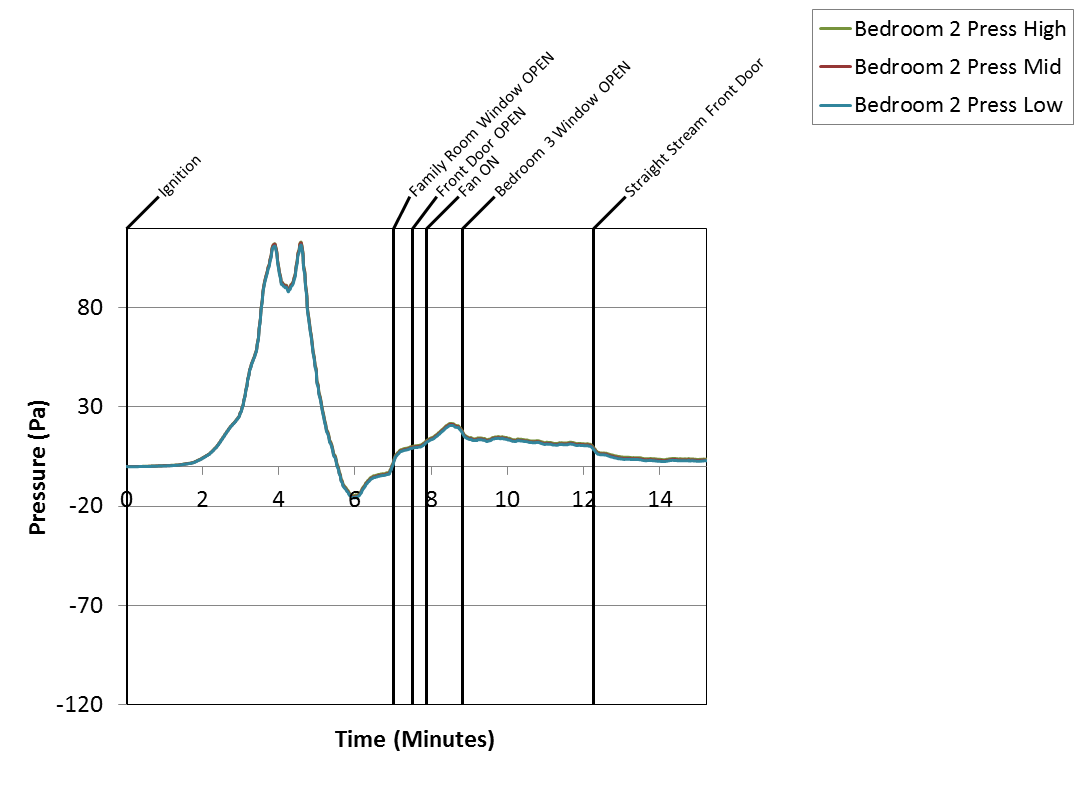 Bedroom 2 Press High
Bedroom 2 Press Mid
Bedroom 2 Press Low
Ignition
Family Room Window OPEN
Front Door OPEN
Fan ON
Bedroom 3 Window OPEN
Straight Stream Front Door
80
30
-20
-70
-120
0 2 4 6 8 10 12 14
Pressure (Pa)
Time (Minutes)